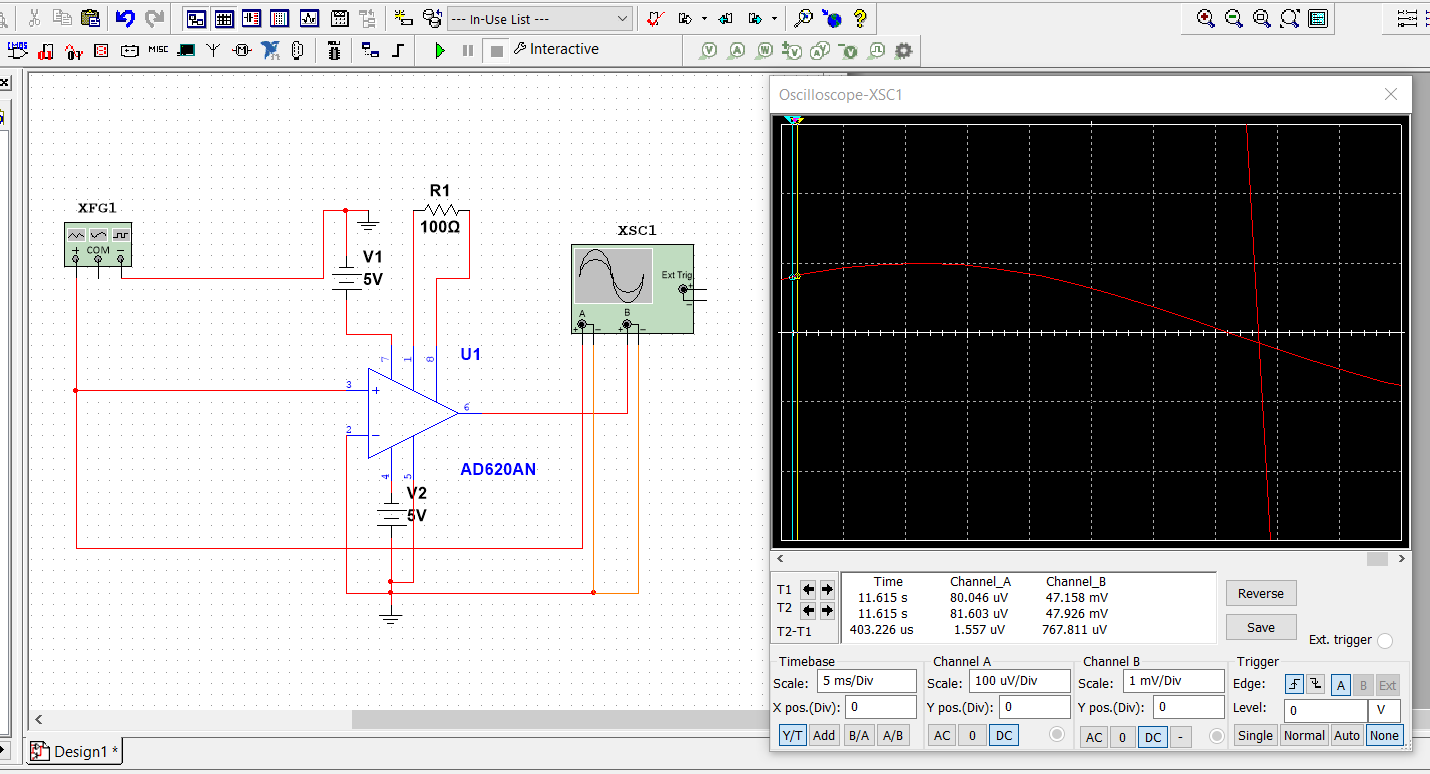 --- In-Use List ---
MISC
Interactive
V A W V AV V
Oscilloscope-XSC1
R1
100Ω
XFG1
+ COM −
XSC1
Ext Trig
+
−
A B
+ − + −
V1
5V
7 1 8
U1
3 +
6
2 −
AD620AN
4 5
V2
5V
Time Channel_A Channel_B
T1 11.615 s 80.046 uV 47.158 mV
T2 11.615 s 81.603 uV 47.926 mV
T2-T1 403.226 us 1.557 uV 767.811 uV
Reverse
Save
Ext. trigger
Timebase Channel A Channel B Trigger
Scale: 5 ms/Div Scale: 100 uV/Div Scale: 1 mV/Div Edge: A B Ext
X pos.(Div): 0 Y pos.(Div): 0 Y pos.(Div): 0 Level: 0 V
Y/T Add B/A A/B AC 0 DC AC 0 DC - Single Normal Auto None
Design1 *